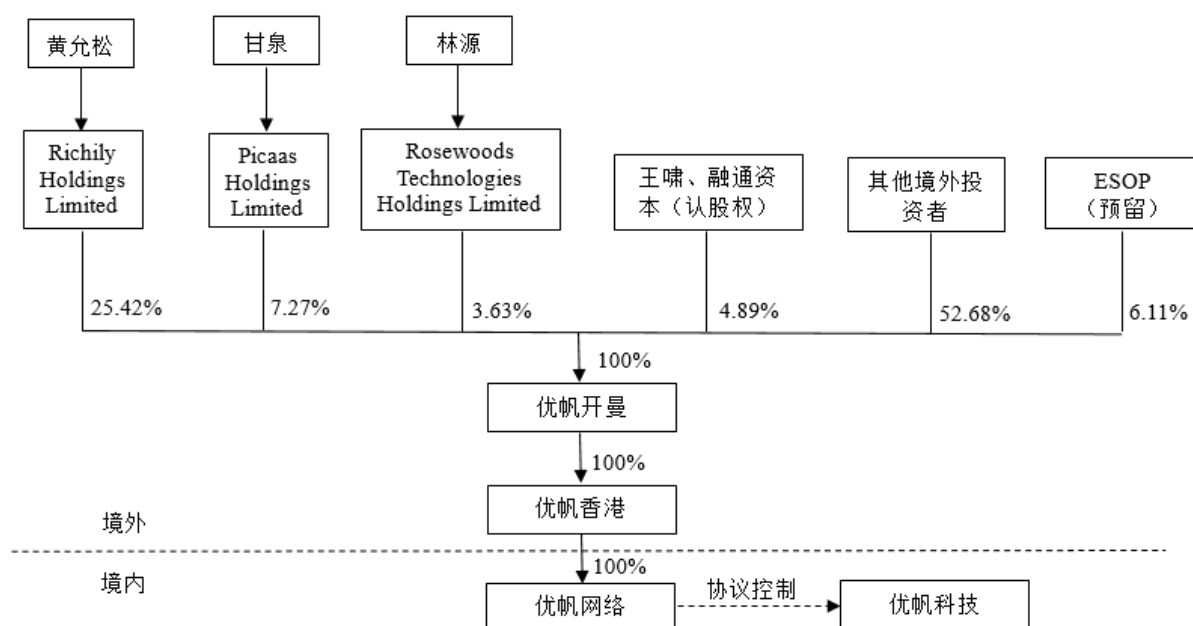 黄允松
甘泉
林源
Richily
Holdings
Limited
Picaas
Holdings
Limited
Rosewoods
Technologies
Holdings Limited
王啸、融通资
本（认股权）
其他境外投
资者
ESOP
（预留）
25.42%
7.27%
3.63%
4.89%
52.68%
6.11%
100%
优帆开曼
100%
优帆香港
境外
100%
境内
优帆网络
协议控制
优帆科技